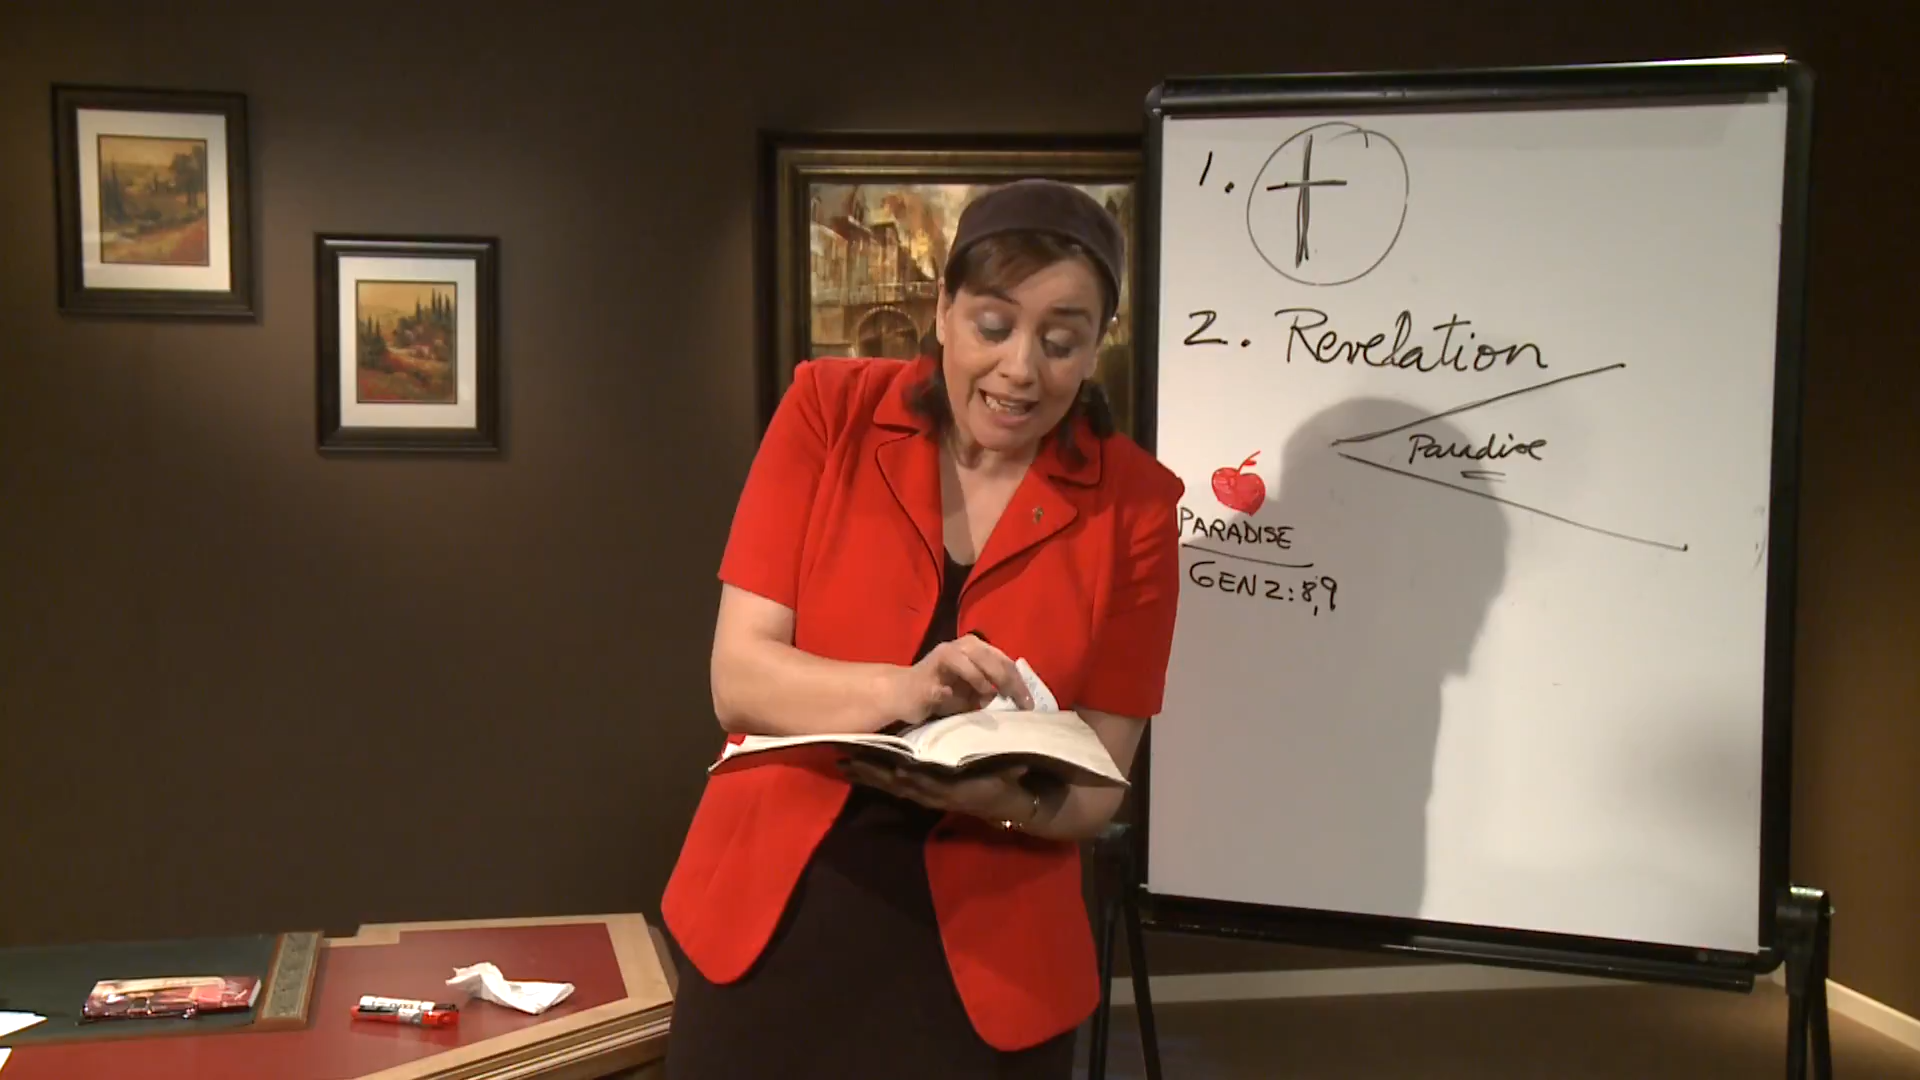 1.
2. Revelation
Paradise
PARADISE
GEN 2:8,9